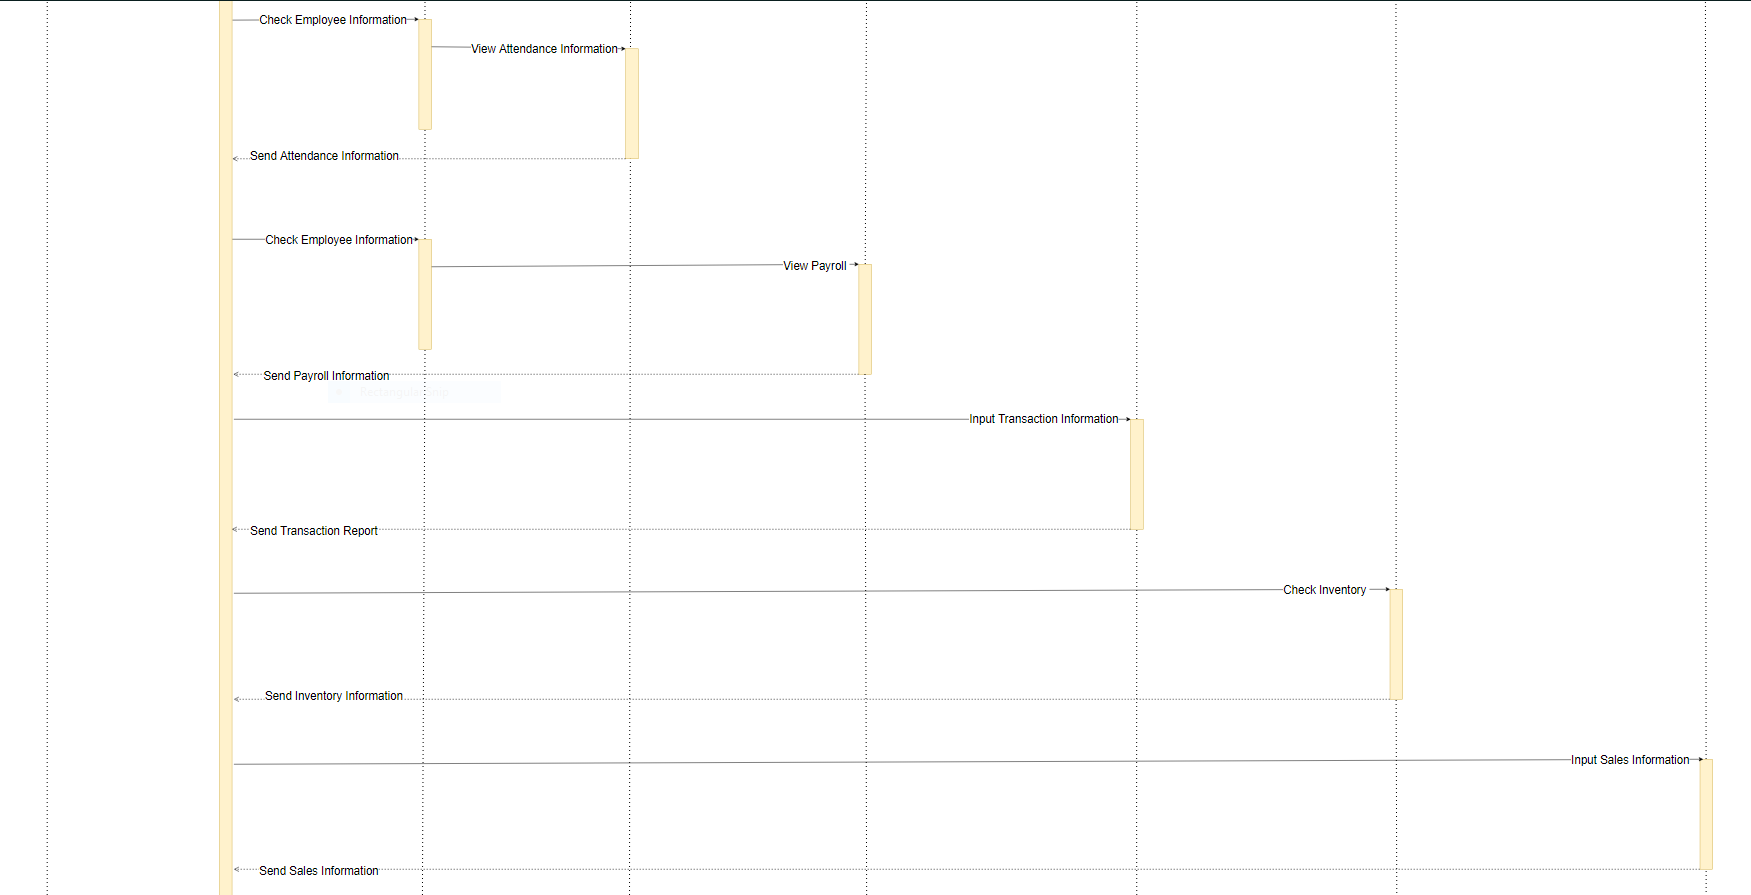 Check Employee Information
View Attendance Information
Send Attendance Information
Check Employee Information
View Payroll
Send Payroll Information
Input Transaction Information
Send Transaction Report
Check Inventory
Send Inventory Information
Input Sales Information
Send Sales Information